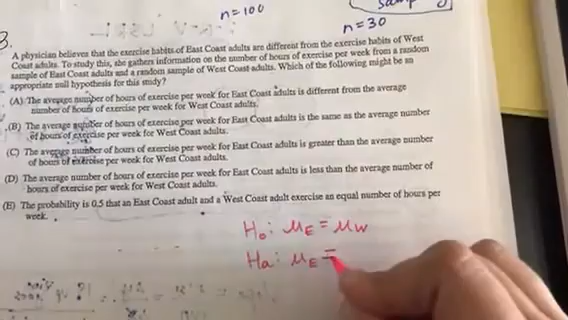 n=100
n=30
3.
A physician believes that the exercise habits of East Coast adults are different from the exercise habits of West
Coast adults. To study this, she gathers information on the number of hours of exercise per week from a random
sample of East Coast adults and a random sample of West Coast adults. Which of the following might be an
appropriate null hypothesis for this study?
(A) The average number of hours of exercise per week for East Coast adults is different from the average
number of hours of exercise per week for West Coast adults.
(B) The average number of hours of exercise per week for East Coast adults is the same as the average number
of hours of exercise per week for West Coast adults.
(C) The average number of hours of exercise per week for East Coast adults is greater than the average number
of hours of exercise per week for West Coast adults.
(D) The average number of hours of exercise per week for East Coast adults is less than the average number of
hours of exercise per week for West Coast adults.
(E) The probability is 0.5 that an East Coast adult and a West Coast adult exercise an equal number of hours per
week.
H₀: μE = μW
Ha: μE =